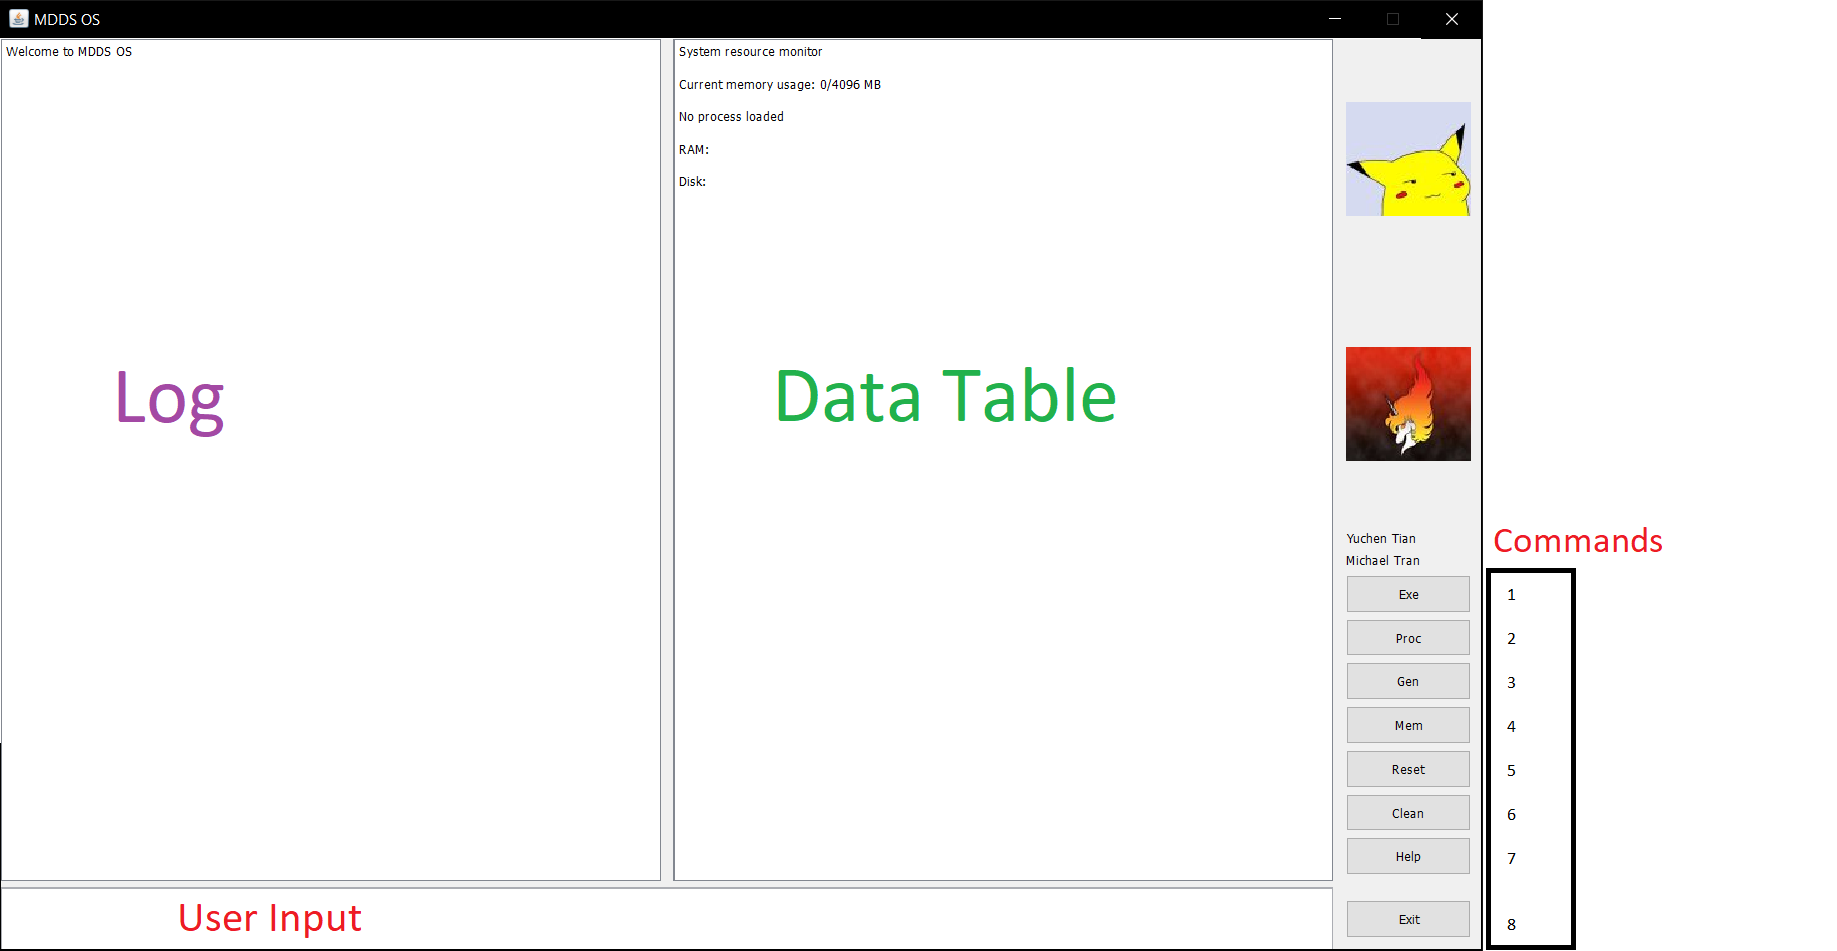 MDDS OS
Welcome to MDDS OS
Log
System resource monitor
Current memory usage: 0/4096 MB
No process loaded
RAM:
Disk:
Data Table
Yuchen Tian
Michael Tran
Commands
Exe 1
Proc 2
Gen 3
Mem 4
Reset 5
Clean 6
Help 7
Exit 8
User Input